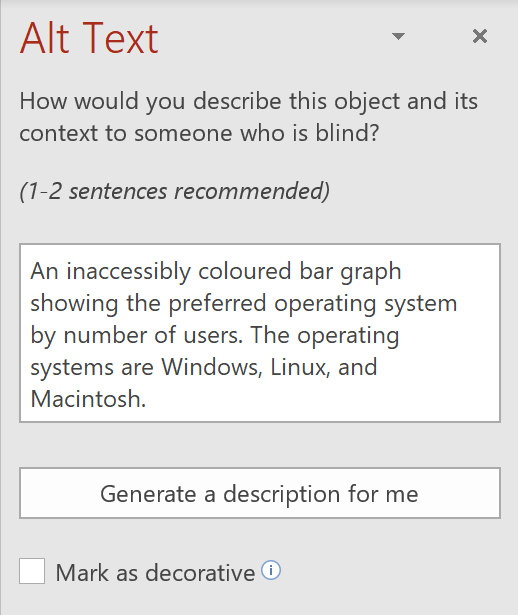 Alt Text
How would you describe this object and its
context to someone who is blind?
(1-2 sentences recommended)
An inaccessibly coloured bar graph
showing the preferred operating system
by number of users. The operating
systems are Windows, Linux, and
Macintosh.
Generate a description for me
Mark as decorative